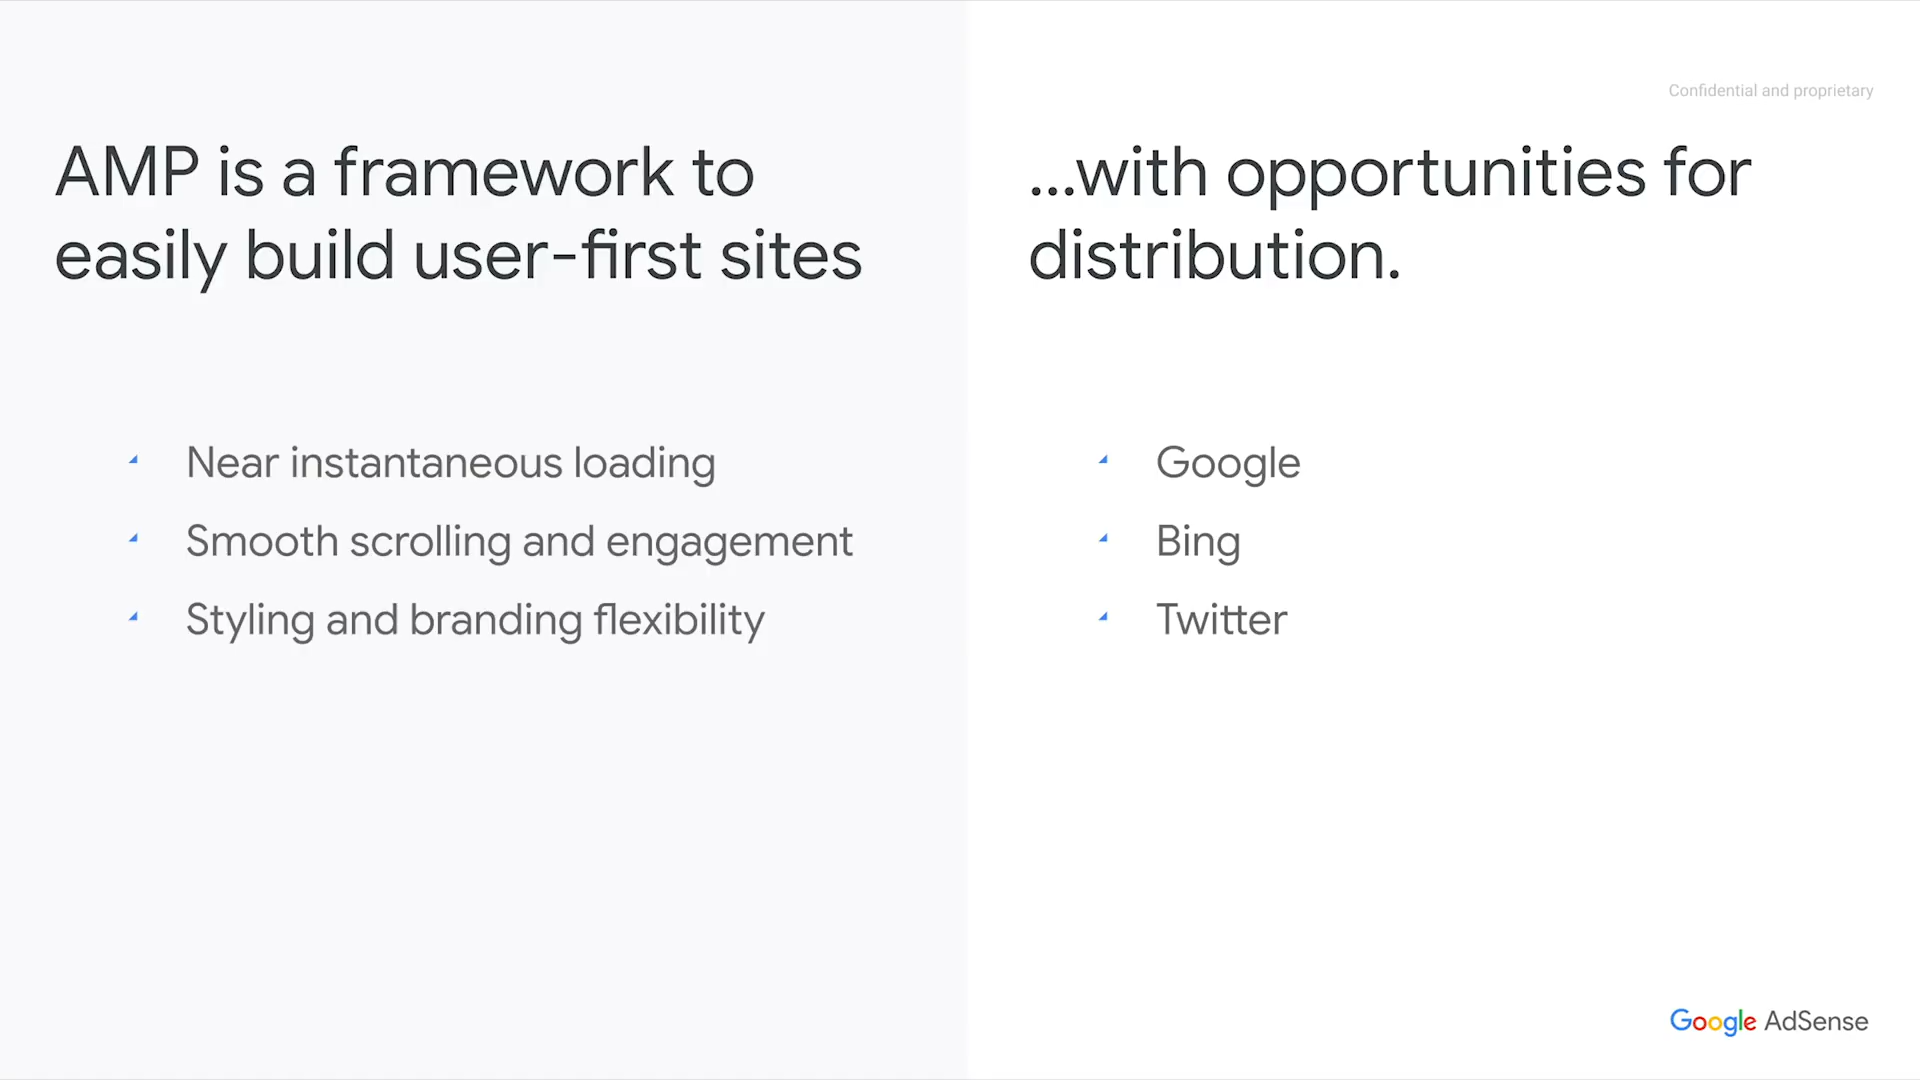 Confidential and proprietary
AMP is a framework to
easily build user-first sites
Near instantaneous loading
Smooth scrolling and engagement
Styling and branding flexibility
...with opportunities for
distribution.
Google
Bing
Twitter
Google AdSense